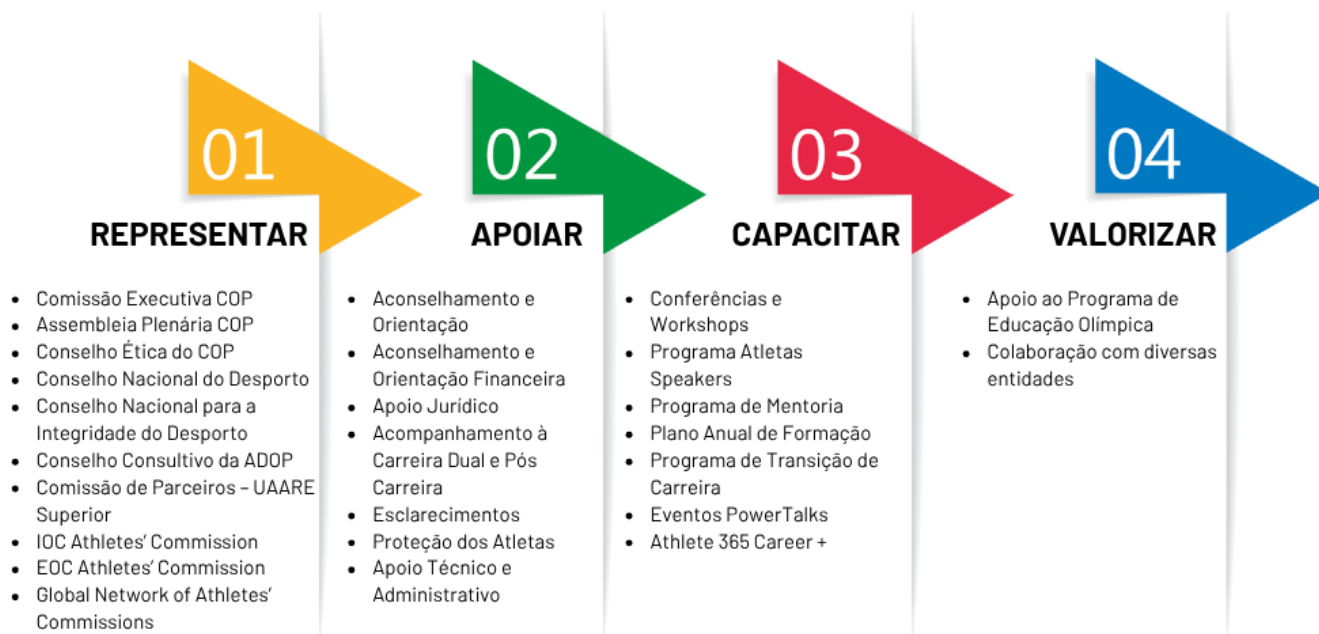 01
REPRESENTAR
• Comissão Executiva COP
• Assembleia Plenária COP
• Conselho Ética do COP
• Conselho Nacional do Desporto
• Conselho Nacional para a
Integridade do Desporto
• Conselho Consultivo da ADOP
• Comissão de Parceiros – UAARE
Superior
• IOC Athletes’ Commission
• EOC Athletes’ Commission
• Global Network of Athletes’
Commissions
02
APOIAR
• Aconselhamento e
Orientação
• Aconselhamento e
Orientação Financeira
• Apoio Jurídico
• Acompanhamento à
Carreira Dual e Pós
Carreira
• Esclarecimentos
• Proteção dos Atletas
• Apoio Técnico e
Administrativo
03
CAPACITAR
• Conferências e
Workshops
• Programa Atletas
Speakers
• Programa de Mentoria
• Plano Anual de Formação
• Programa de Transição de
Carreira
• Eventos PowerTalks
• Athlete 365 Career +
04
VALORIZAR
• Apoio ao Programa de
Educação Olímpica
• Colaboração com diversas
entidades